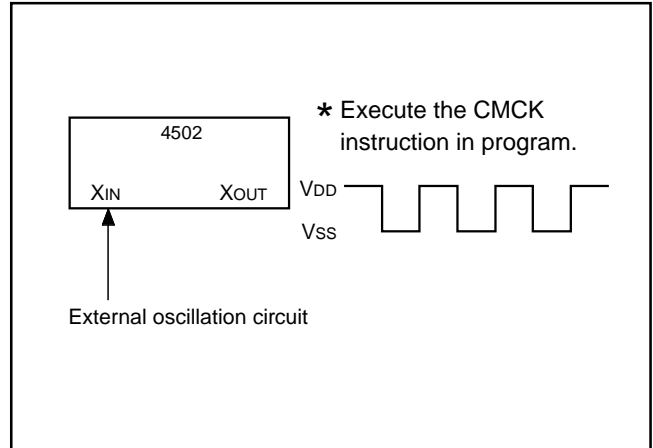 * Execute the CMCK
instruction in program.
4502
XIN XOUT
VDD
VSS
External oscillation circuit